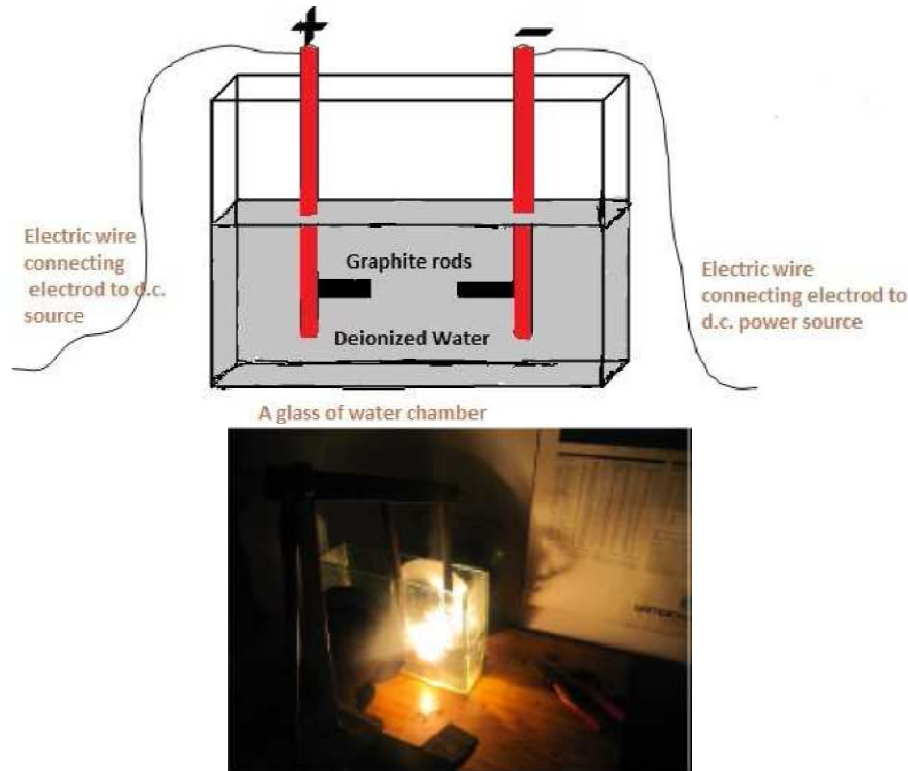 + -
Electric wire
connecting
electrod to d.c.
source
Graphite rods
Deionized Water
Electric wire
connecting electrod to
d.c. power source
A glass of water chamber